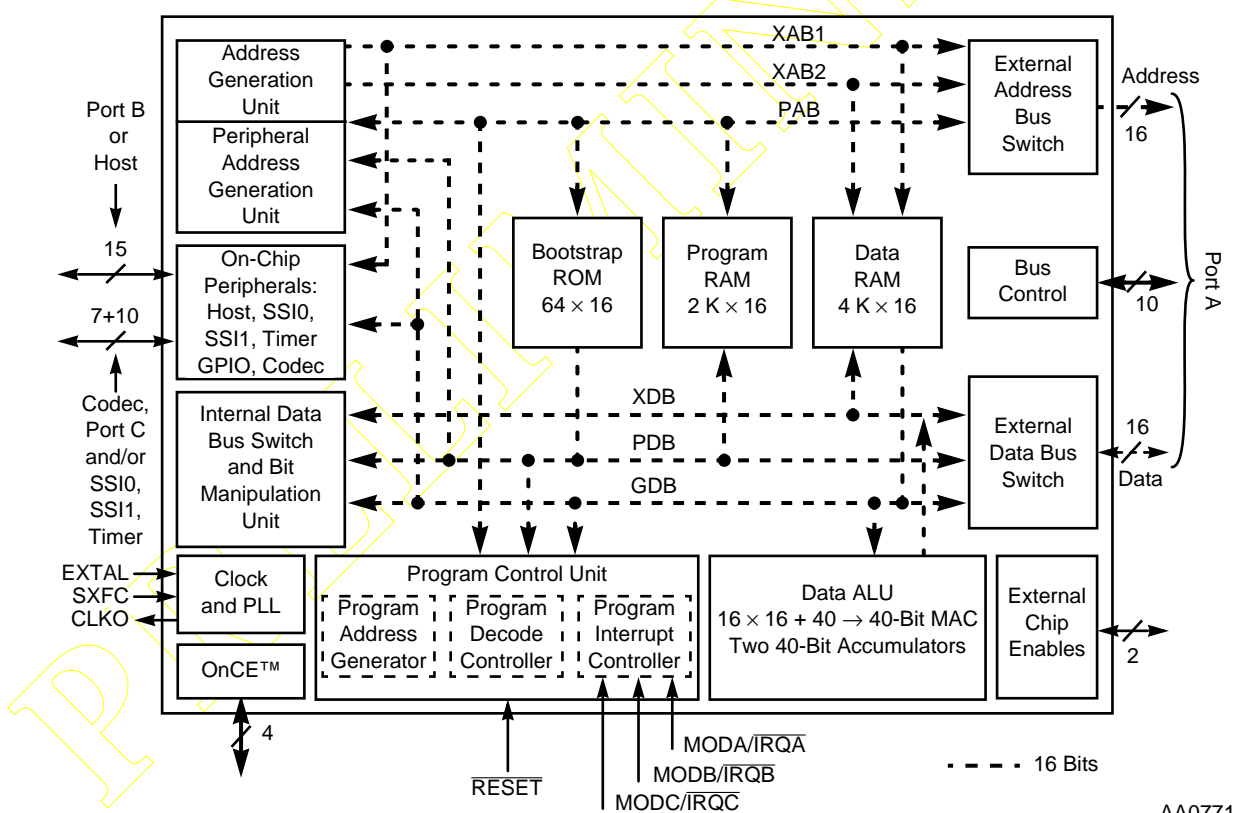 Address
Generation
Unit
Peripheral
Address
Generation
Unit
XAB1
XAB2
PAB
External
Address
Bus
Switch
Address
16
Port B
or
Host
15
7+10
Codec,
Port C
and/or
SSI0,
SSI1,
Timer
On-Chip
Peripherals:
Host, SSI0,
SSI1, Timer
GPIO, Codec
Bootstrap
ROM
64 × 16
Program
RAM
2 K × 16
Data
RAM
4 K × 16
Bus
Control
10
Port A
Internal Data
Bus Switch
and Bit
Manipulation
Unit
XDB
PDB
GDB
External
Data Bus
Switch
16
Data
EXTAL
SXFC
CLKO
Clock
and PLL
OnCE™
4
Program Control Unit
Program
Address
Generator
Program
Decode
Controller
Program
Interrupt
Controller
Data ALU
16 × 16 + 40 → 40-Bit MAC
Two 40-Bit Accumulators
External
Chip
Enables
2
MODA/I̅R̅Q̅A̅
MODB/I̅R̅Q̅B̅
MODC/I̅R̅Q̅C̅
R̅E̅S̅E̅T̅
16 Bits
AA0771
PRELIMIN